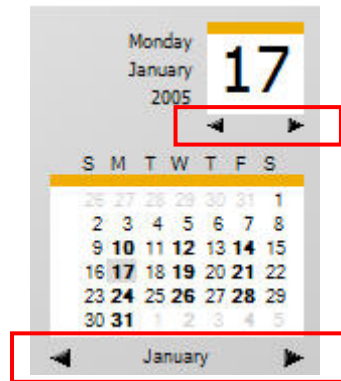 Monday
January
2005
17
S M T W T F S
26 27 28 29 30 31 1
2 3 4 5 6 7 8
9 10 11 12 13 14 15
16 17 18 19 20 21 22
23 24 25 26 27 28 29
30 31 1 2 3 4 5
January